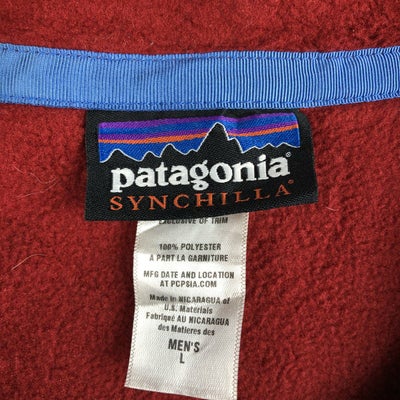 patagonia®
SYNCHILLA®
EXCLUSIVE OF TRIM
100% POLYESTER
A PART LA GARNITURE
MFG DATE AND LOCATION
AT PCPSIA.COM
Made in NICARAGUA of
U.S. Materials
Fabriqué AU NICARAGUA
des Matieres des
MEN'S
L